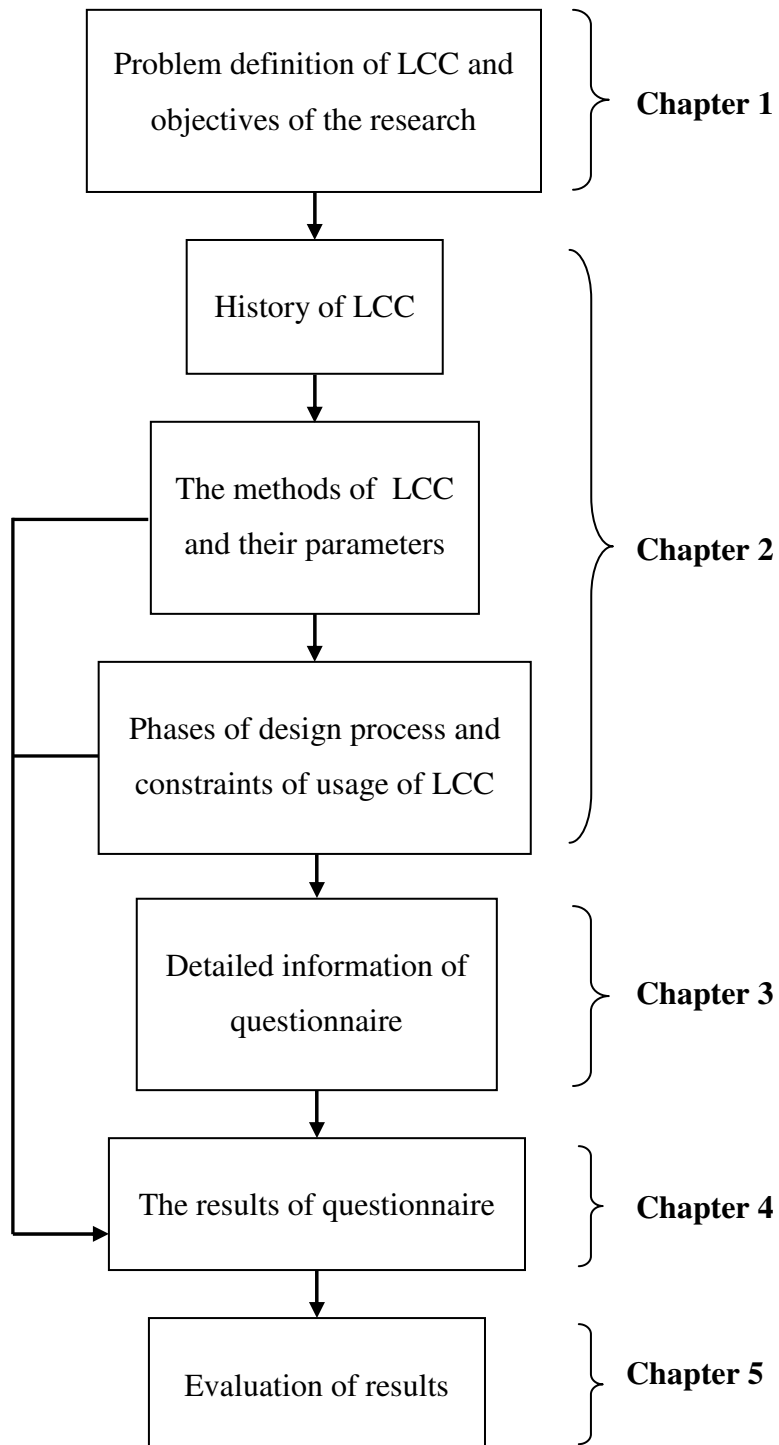 Problem definition of LCC and
objectives of the research
Chapter 1
History of LCC
The methods of  LCC
and their parameters
Chapter 2
Phases of design process and
constraints of usage of LCC
Detailed information of
questionnaire
Chapter 3
The results of questionnaire
Chapter 4
Evaluation of results
Chapter 5